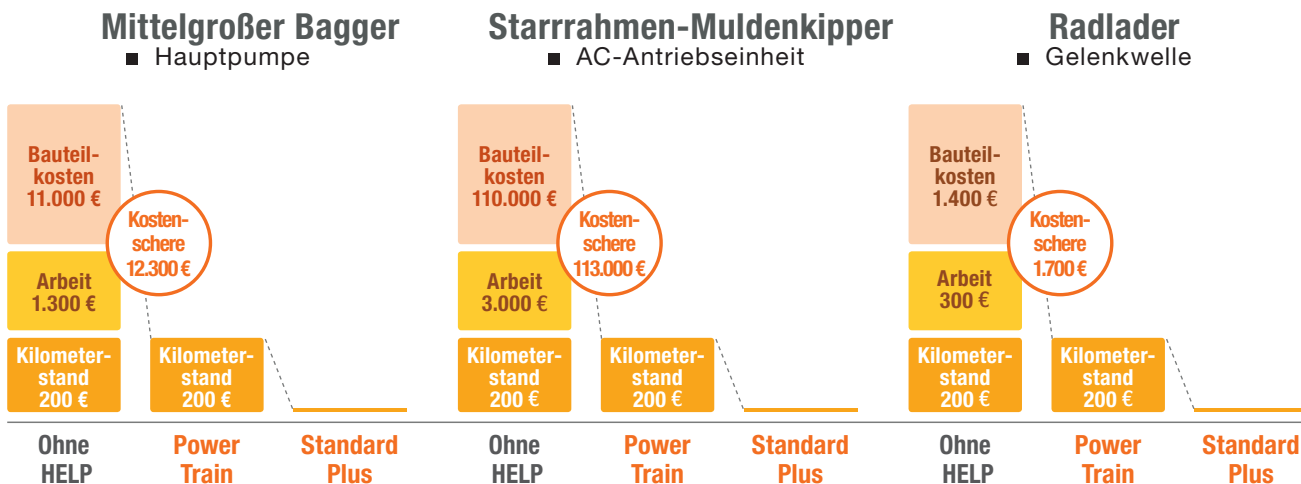 Mittelgroßer Bagger
■ Hauptpumpe
Bauteil-
kosten
11.000 €
Kosten-
schere
12.300 €
Arbeit
1.300 €
Kilometer-
stand
200 €
Kilometer-
stand
200 €
Ohne
HELP
Power
Train
Standard
Plus
Starrrahmen-Muldenkipper
■ AC-Antriebseinheit
Bauteil-
kosten
110.000 €
Kosten-
schere
113.000 €
Arbeit
3.000 €
Kilometer-
stand
200 €
Kilometer-
stand
200 €
Ohne
HELP
Power
Train
Standard
Plus
Radlader
■ Gelenkwelle
Bauteil-
kosten
1.400 €
Kosten-
schere
1.700 €
Arbeit
300 €
Kilometer-
stand
200 €
Kilometer-
stand
200 €
Ohne
HELP
Power
Train
Standard
Plus